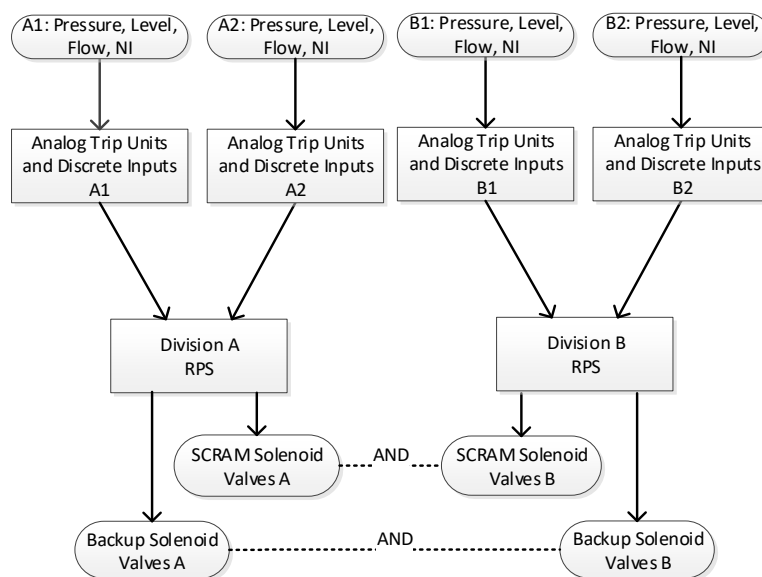 A1: Pressure, Level,
Flow, NI
A2: Pressure, Level,
Flow, NI
B1: Pressure, Level,
Flow, NI
B2: Pressure, Level,
Flow, NI
Analog Trip Units
and Discrete Inputs
A1
Analog Trip Units
and Discrete Inputs
A2
Analog Trip Units
and Discrete Inputs
B1
Analog Trip Units
and Discrete Inputs
B2
Division A
RPS
Division B
RPS
SCRAM Solenoid
Valves A
AND
SCRAM Solenoid
Valves B
Backup Solenoid
Valves A
AND
Backup Solenoid
Valves B